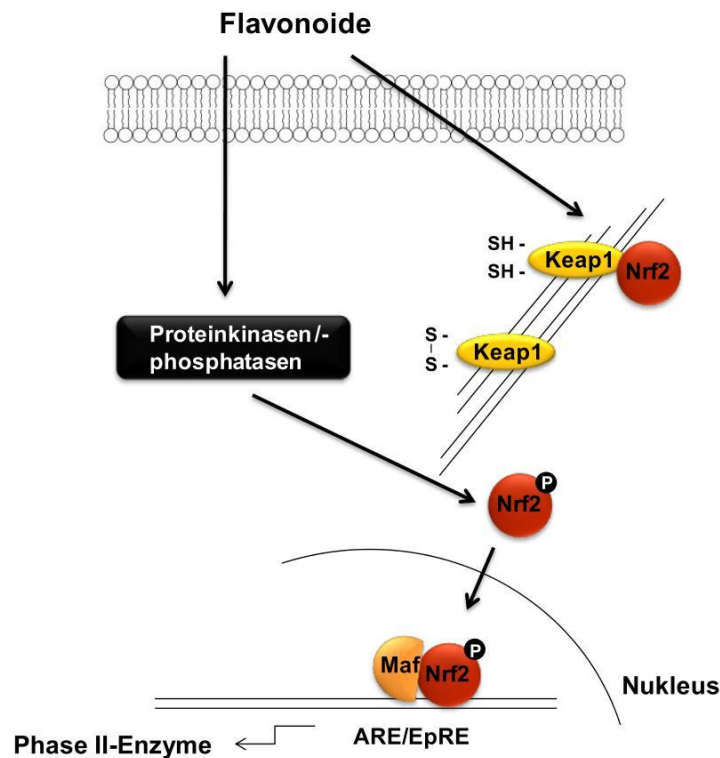 Flavonoide
SH -
Keap1
SH -
Nrf2
Proteinkinasen/-
phosphatasen
S -
Keap1
S -
P
Nrf2
P
Maf
Nrf2
Nukleus
ARE/EpRE
Phase II-Enzyme